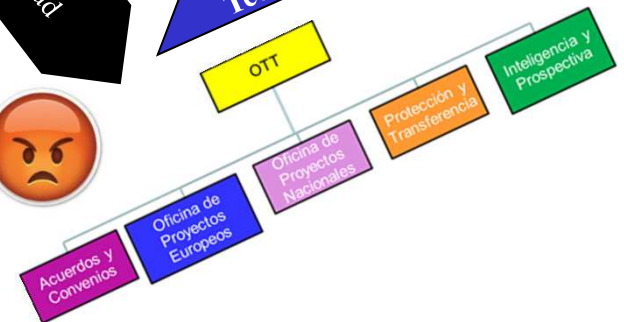 OTT
Acuerdos y
Convenios
Oficina de
Proyectos
Europeos
Oficina de
Proyectos
Nacionales
Protección y
Transferencia
Inteligencia y
Prospectiva